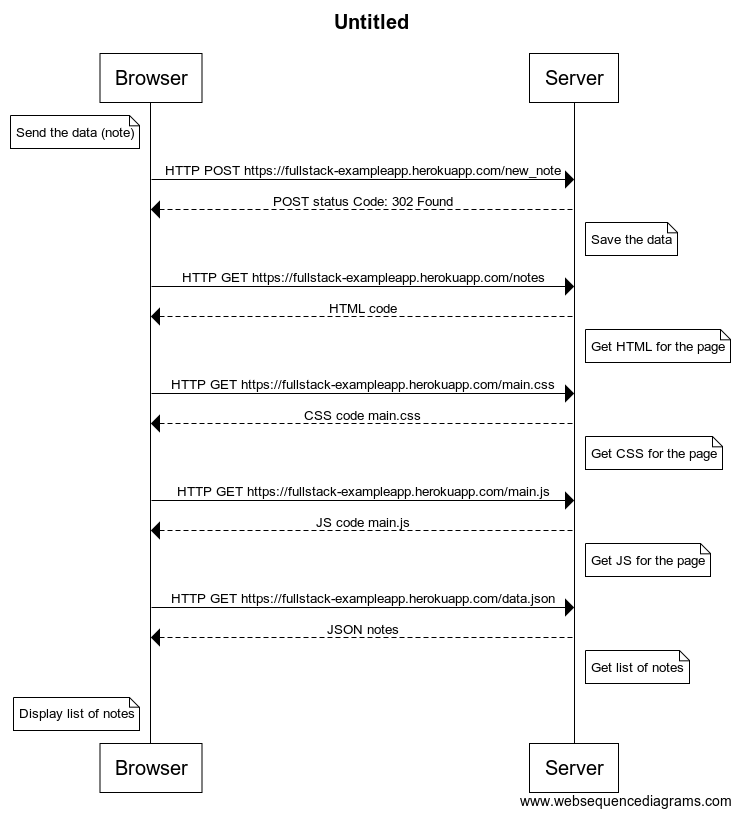 Untitled
Browser
Server
Send the data (note)
HTTP POST https://fullstack-exampleapp.herokuapp.com/new_note
POST status Code: 302 Found
Save the data
HTTP GET https://fullstack-exampleapp.herokuapp.com/notes
HTML code
Get HTML for the page
HTTP GET https://fullstack-exampleapp.herokuapp.com/main.css
CSS code main.css
Get CSS for the page
HTTP GET https://fullstack-exampleapp.herokuapp.com/main.js
JS code main.js
Get JS for the page
HTTP GET https://fullstack-exampleapp.herokuapp.com/data.json
JSON notes
Get list of notes
Display list of notes
Browser
Server
www.websequencediagrams.com